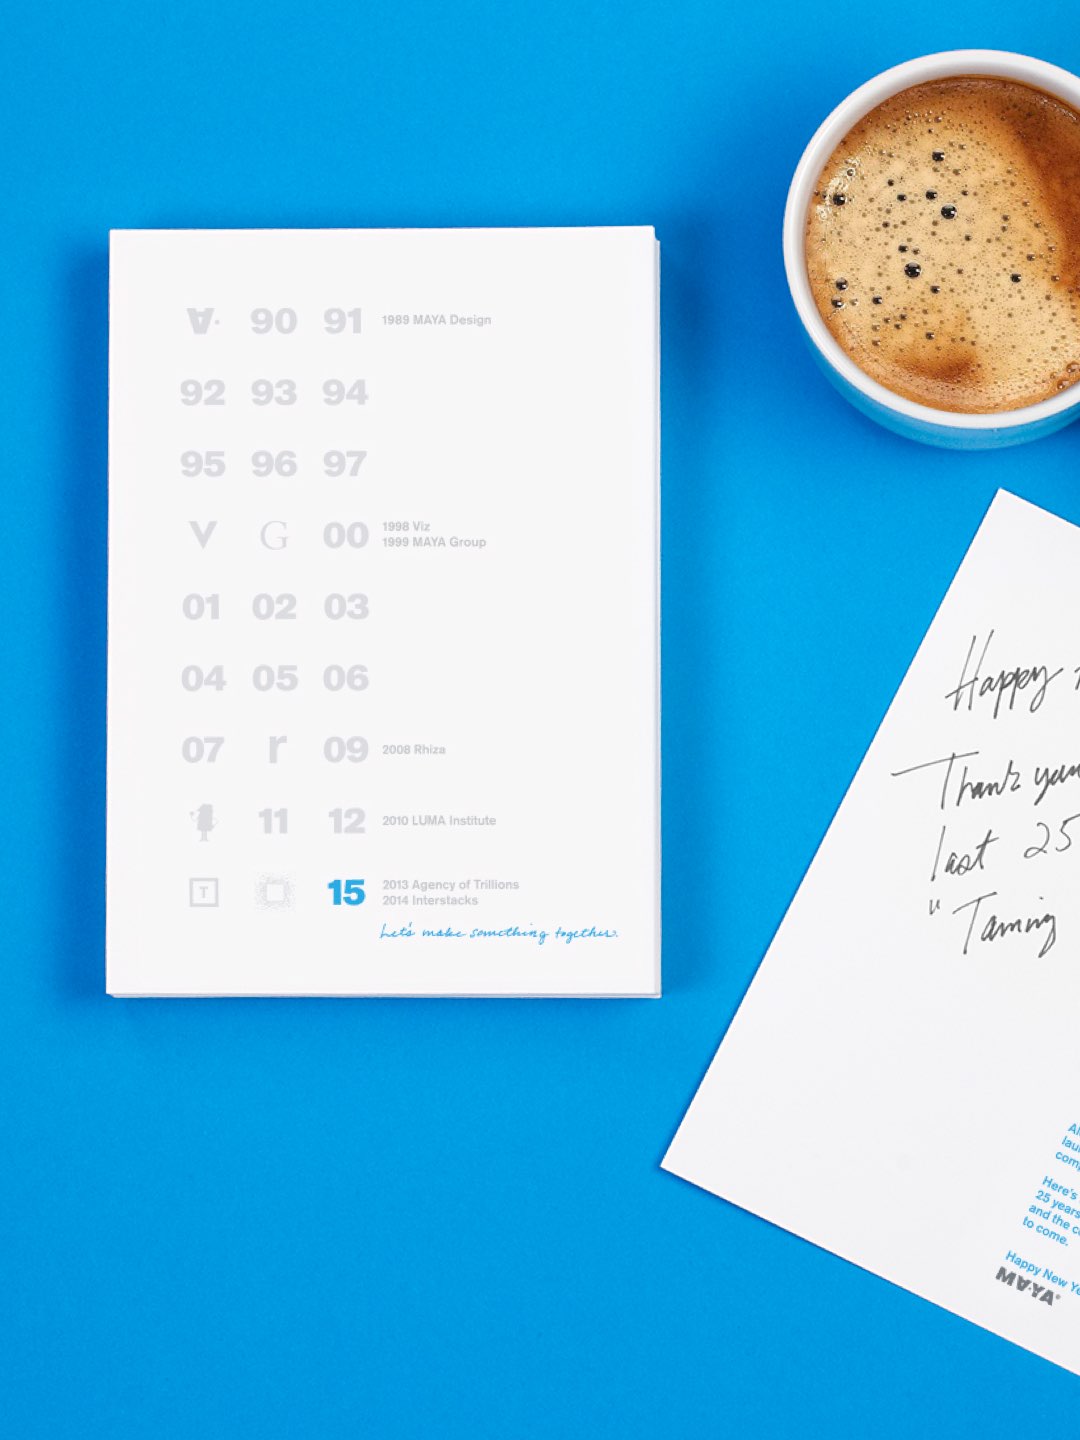 90 91 1989 MAYA Design
92 93 94
95 96 97
V G 00 1998 Viz
1999 MAYA Group
01 02 03
04 05 06
07 r 09 2008 Rhiza
11 12 2010 LUMA Institute
T 15 2013 Agency of Trillions
2014 Interstacks
Let's make something together.
Happy
Thank you
last 25
"Taming
Here's
25 years
and the
to come.
Happy New
MAYA